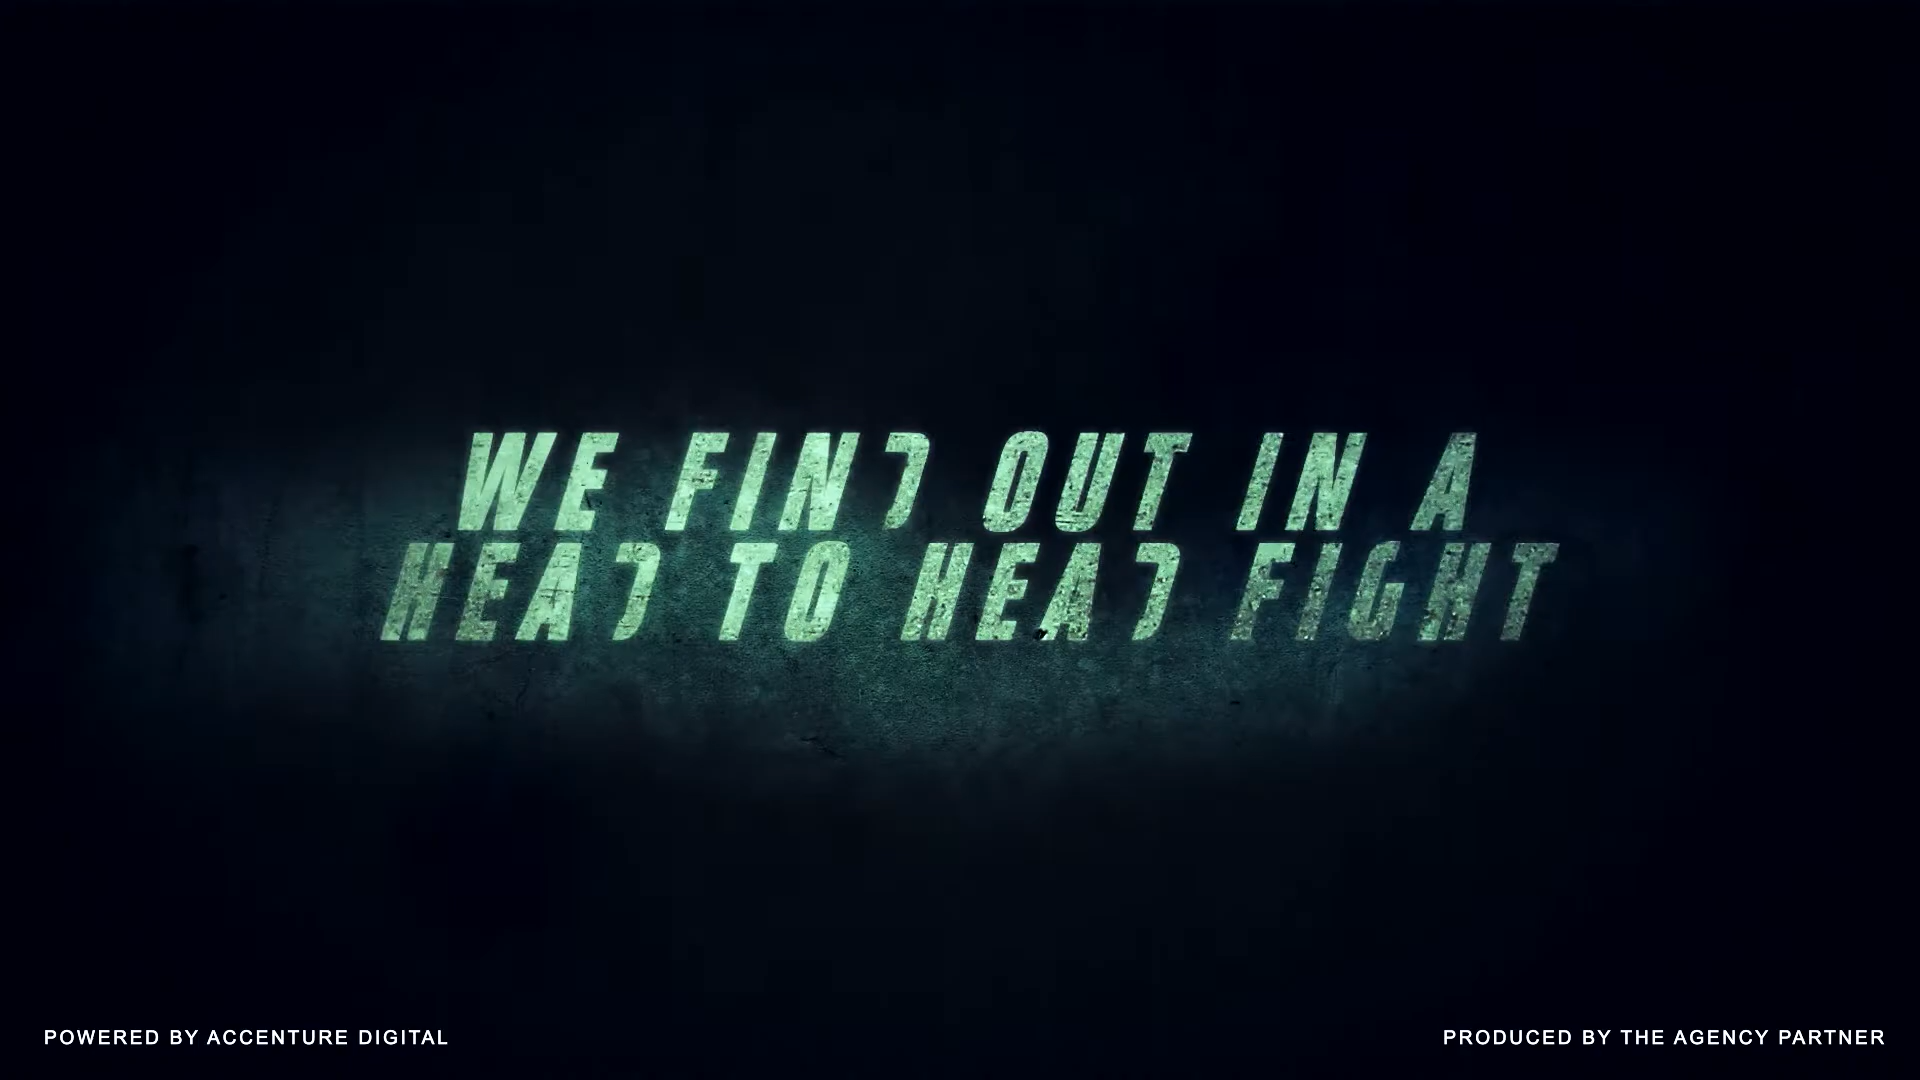 WE FIND OUT IN A
HEAD TO HEAD FIGHT
POWERED BY ACCENTURE DIGITAL
PRODUCED BY THE AGENCY PARTNER